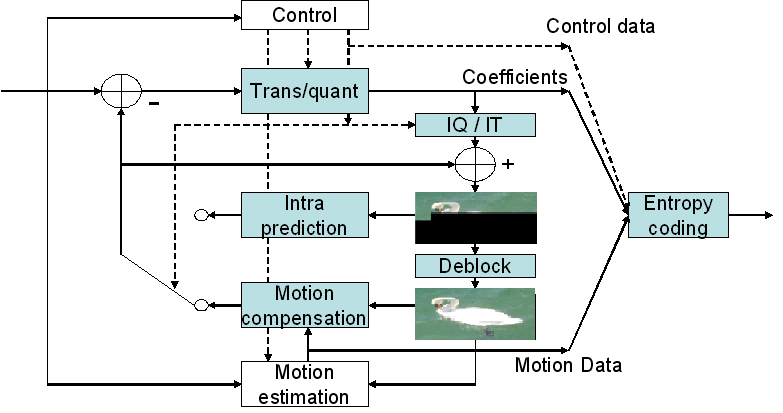 Control
Control data
Trans/quant
Coefficients
-
IQ / IT
+
Intra
prediction
Entropy
coding
Deblock
Motion
compensation
Motion Data
Motion
estimation